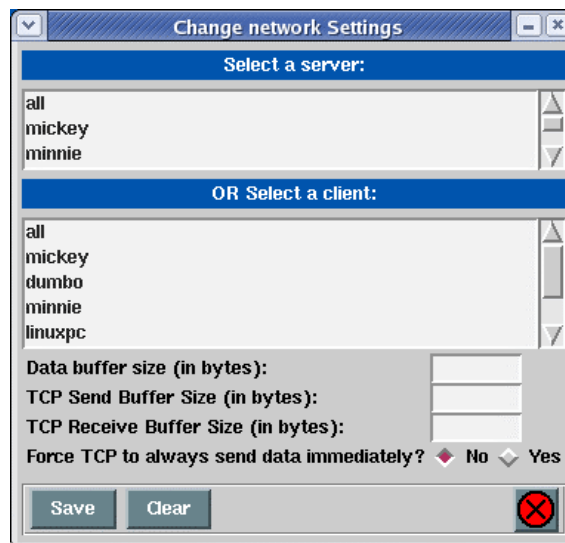 Change network Settings
Select a server:
all
mickey
minnie
OR Select a client:
all
mickey
dumbo
minnie
linuxpc
Data buffer size (in bytes):
TCP Send Buffer Size (in bytes):
TCP Receive Buffer Size (in bytes):
Force TCP to always send data immediately? No Yes
Save Clear